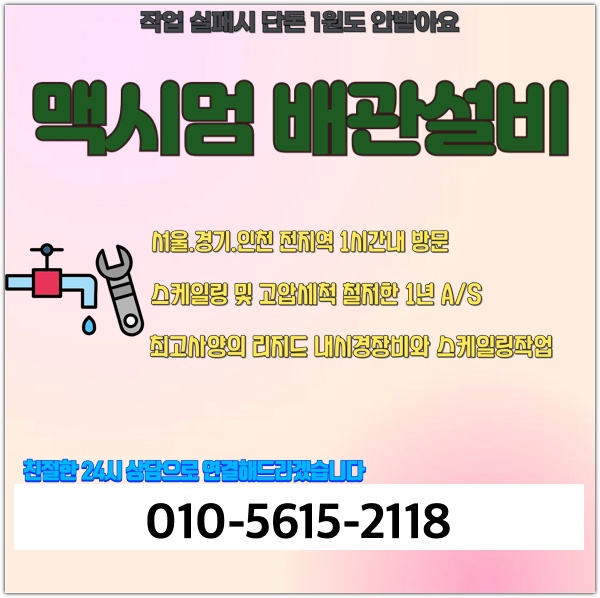 작업 실패시 단돈 1원도 안받아요
맥시멈 배관설비
서울.경기.인천 전지역 1시간내 방문
스케일링 및 고압세척 철저한 1년 A/S
최고사양의 리지드 내시경장비와 스케일링작업
친절한 24시 상담으로 연결해드리겠습니다
010-5615-2118